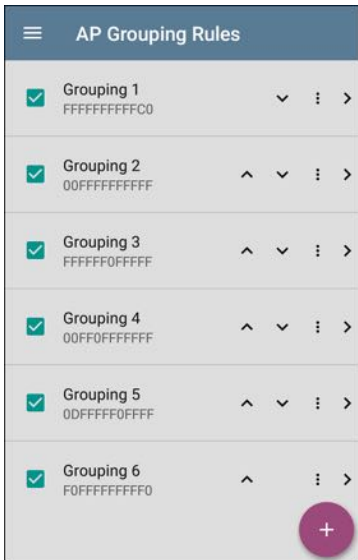 AP Grouping Rules
Grouping 1
FFFFFFFFFFC0
Grouping 2
00FFFFFFFFFF
Grouping 3
FFFFFF0FFFFF
Grouping 4
00FF0FFFFFFF
Grouping 5
0DFFFFF0FFFF
Grouping 6
F0FFFFFFFFF0